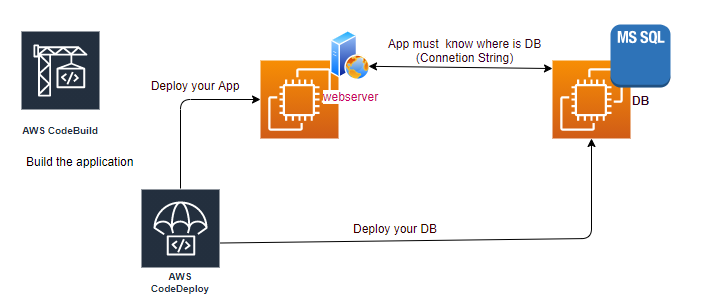 MS SQL
App must know where is DB
(Connetion String)
Deploy your App
webserver
DB
AWS CodeBuild
Build the application
Deploy your DB
AWS
CodeDeploy